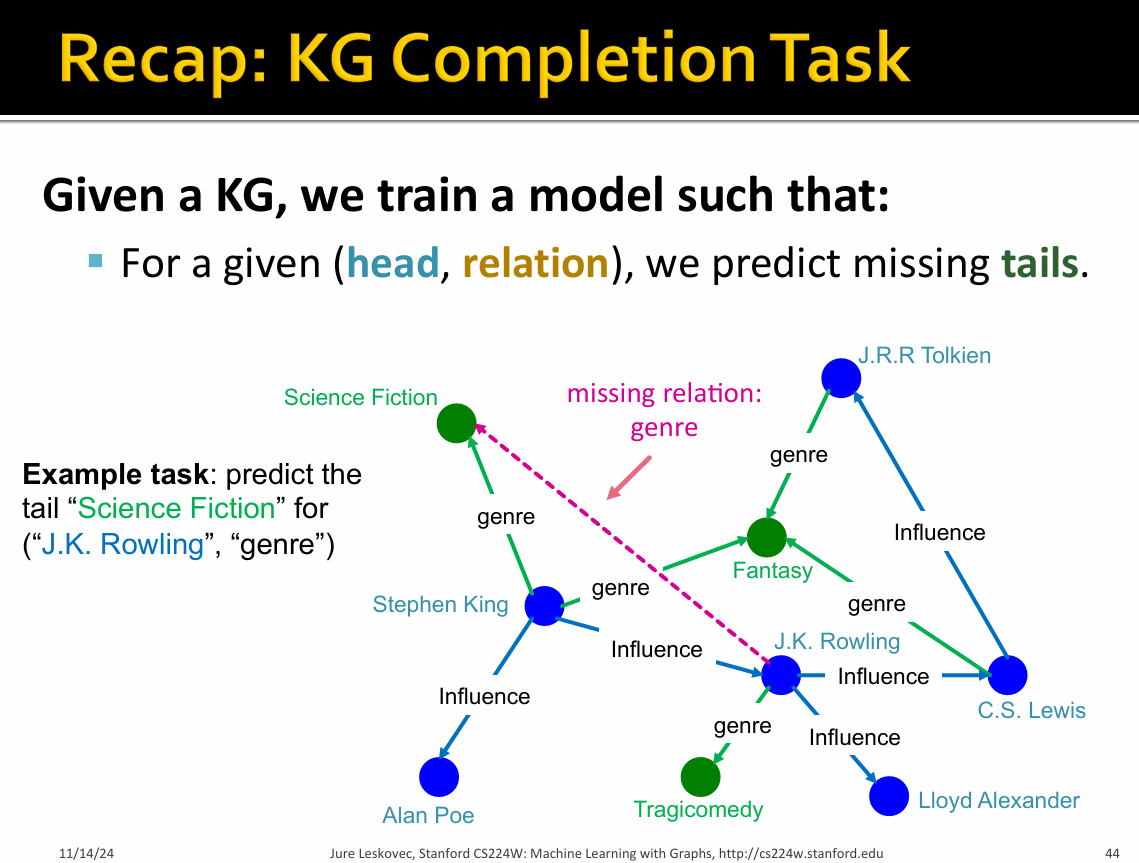 Recap: KG Completion Task
Given a KG, we train a model such that:
For a given (head, relation), we predict missing tails.
J.R.R Tolkien
Science Fiction
missing relation:
genre
genre
Example task: predict the
tail “Science Fiction” for
(“J.K. Rowling”, “genre”)
genre
Influence
Fantasy
genre
genre
Stephen King
Influence
J.K. Rowling
Influence
Influence
C.S. Lewis
genre
Influence
Alan Poe
Tragicomedy
Lloyd Alexander
11/14/24
Jure Leskovec, Stanford CS224W: Machine Learning with Graphs, http://cs224w.stanford.edu
44